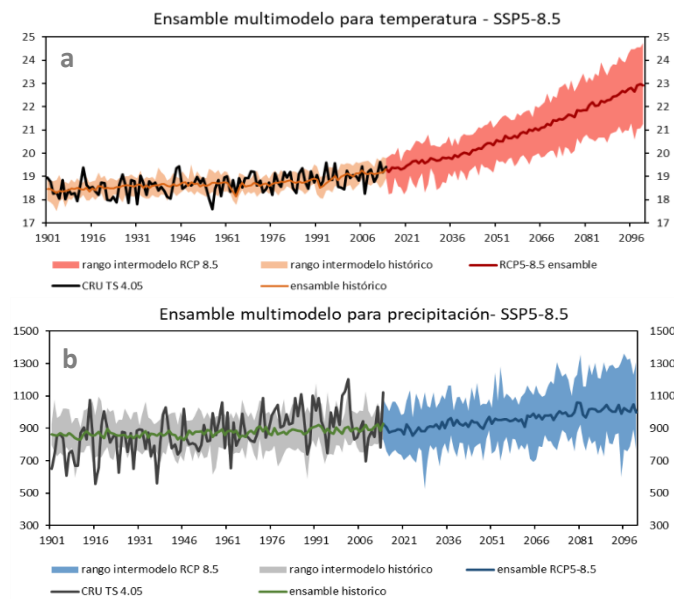 Ensamble multimodelo para temperatura - SSP5-8.5
a
25 25
24 24
23 23
22 22
21 21
20 20
19 19
18 18
17 17
1901 1916 1931 1946 1961 1976 1991 2006 2021 2036 2051 2066 2081 2096
rango intermodelo RCP 8.5 rango intermodelo histórico RCP5-8.5 ensamble
CRU TS 4.05 ensamble histórico
Ensamble multimodelo para precipitación- SSP5-8.5
b
1500 1500
1300 1300
1100 1100
900 900
700 700
500 500
300 300
1901 1916 1931 1946 1961 1976 1991 2006 2021 2036 2051 2066 2081 2096
rango intermodelo RCP 8.5 rango intermodelo histórico ensamble RCP5-8.5
CRU TS 4.05 ensamble historico